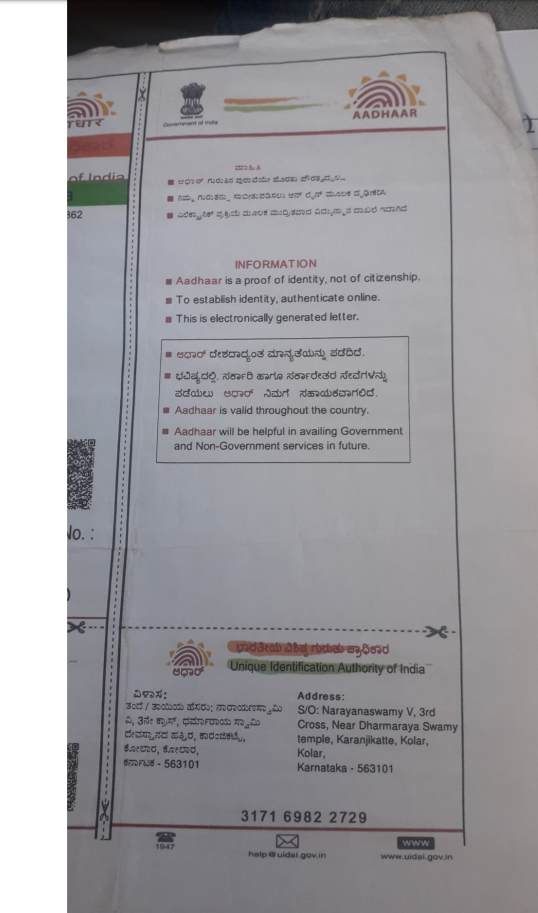 धार
of India
362
No. :
Government of India
AADHAAR
ಮಾಹಿತಿ
ಆಧಾರ್ ಗುರುತಿನ ಪುರಾವೆಯೇ ಹೊರತು ಪೌರತ್ವದ್ದಲ್ಲ.
ನಿಮ್ಮ ಗುರುತನ್ನು ಸಾಬೀತುಪಡಿಸಲು ಆನ್ ಲೈನ್ ಮೂಲಕ ದೃಢೀಕರಿಸಿ
ಎಲೆಕ್ಟ್ರಾನಿಕ್ ಪ್ರಕ್ರಿಯೆ ಮೂಲಕ ಮುದ್ರಿತವಾದ ವಿದ್ಯುನ್ಮಾನ ದಾಖಲೆ ಇದಾಗಿದೆ
INFORMATION
Aadhaar is a proof of identity, not of citizenship.
To establish identity, authenticate online.
This is electronically generated letter.
ಆಧಾರ್ ದೇಶದಾದ್ಯಂತ ಮಾನ್ಯತೆಯನ್ನು ಪಡೆದಿದೆ.
ಭವಿಷ್ಯದಲ್ಲಿ ಸರ್ಕಾರಿ ಹಾಗೂ ಸರ್ಕಾರೇತರ ಸೇವೆಗಳನ್ನು
ಪಡೆಯಲು ಆಧಾರ್ ನಿಮಗೆ ಸಹಾಯಕವಾಗಲಿದೆ.
Aadhaar is valid throughout the country.
Aadhaar will be helpful in availing Government
and Non-Government services in future.
ಭಾರತೀಯ ವಿಶಿಷ್ಟ ಗುರುತು ಪ್ರಾಧಿಕಾರ
ಆಧಾರ್
Unique Identification Authority of India
ವಿಳಾಸ:
ತಂದೆ / ತಾಯಿಯ ಹೆಸರು: ನಾರಾಯಣಸ್ವಾಮಿ
ವಿ, 3ನೇ ಕ್ರಾಸ್, ಧರ್ಮರಾಯ ಸ್ವಾಮಿ
ದೇವಸ್ಥಾನದ ಹತ್ತಿರ, ಕಾರಂಜಿಕಟ್ಟೆ,
ಕೋಲಾರ, ಕೋಲಾರ,
ಕರ್ನಾಟಕ - 563101
Address:
S/O: Narayanaswamy V, 3rd
Cross, Near Dharmaraya Swamy
temple, Karanjikatte, Kolar,
Kolar,
Karnataka - 563101
3171 6982 2729
1947
help@uidai.gov.in
www
www.uidai.gov.in